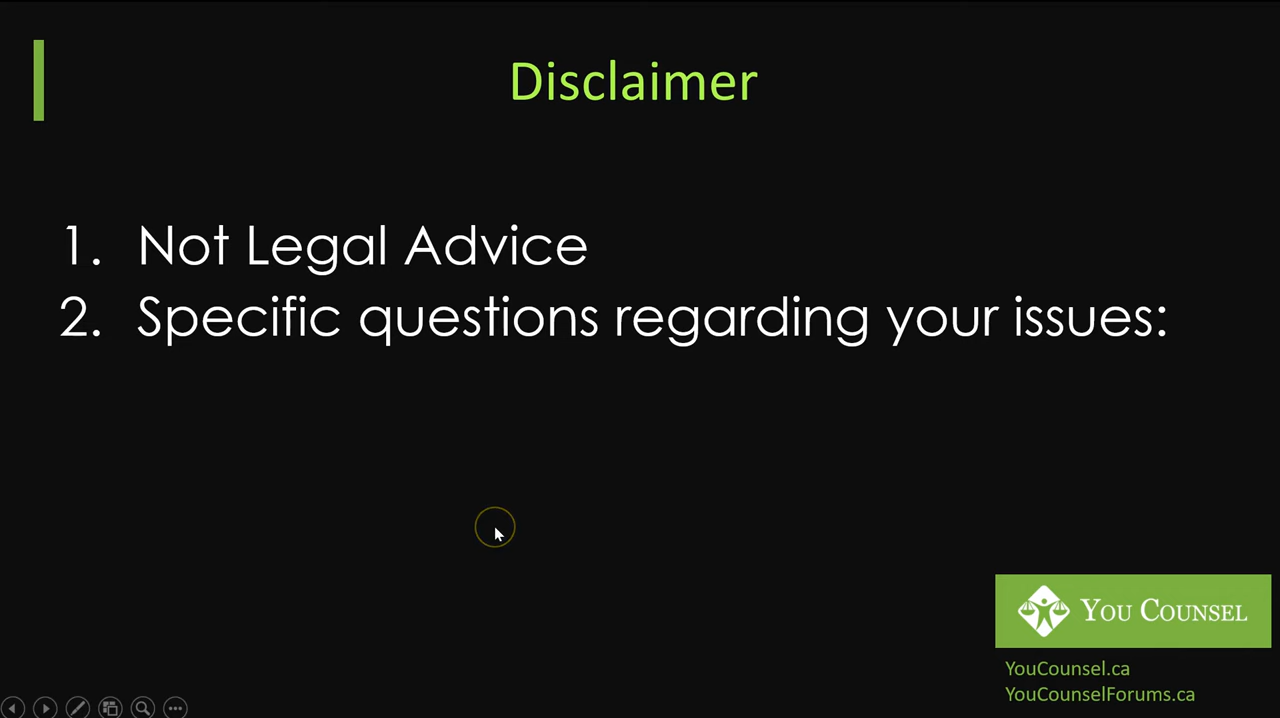 Disclaimer
1. Not Legal Advice
2. Specific questions regarding your issues:
YOU COUNSEL
YouCounsel.ca
YouCounselForums.ca